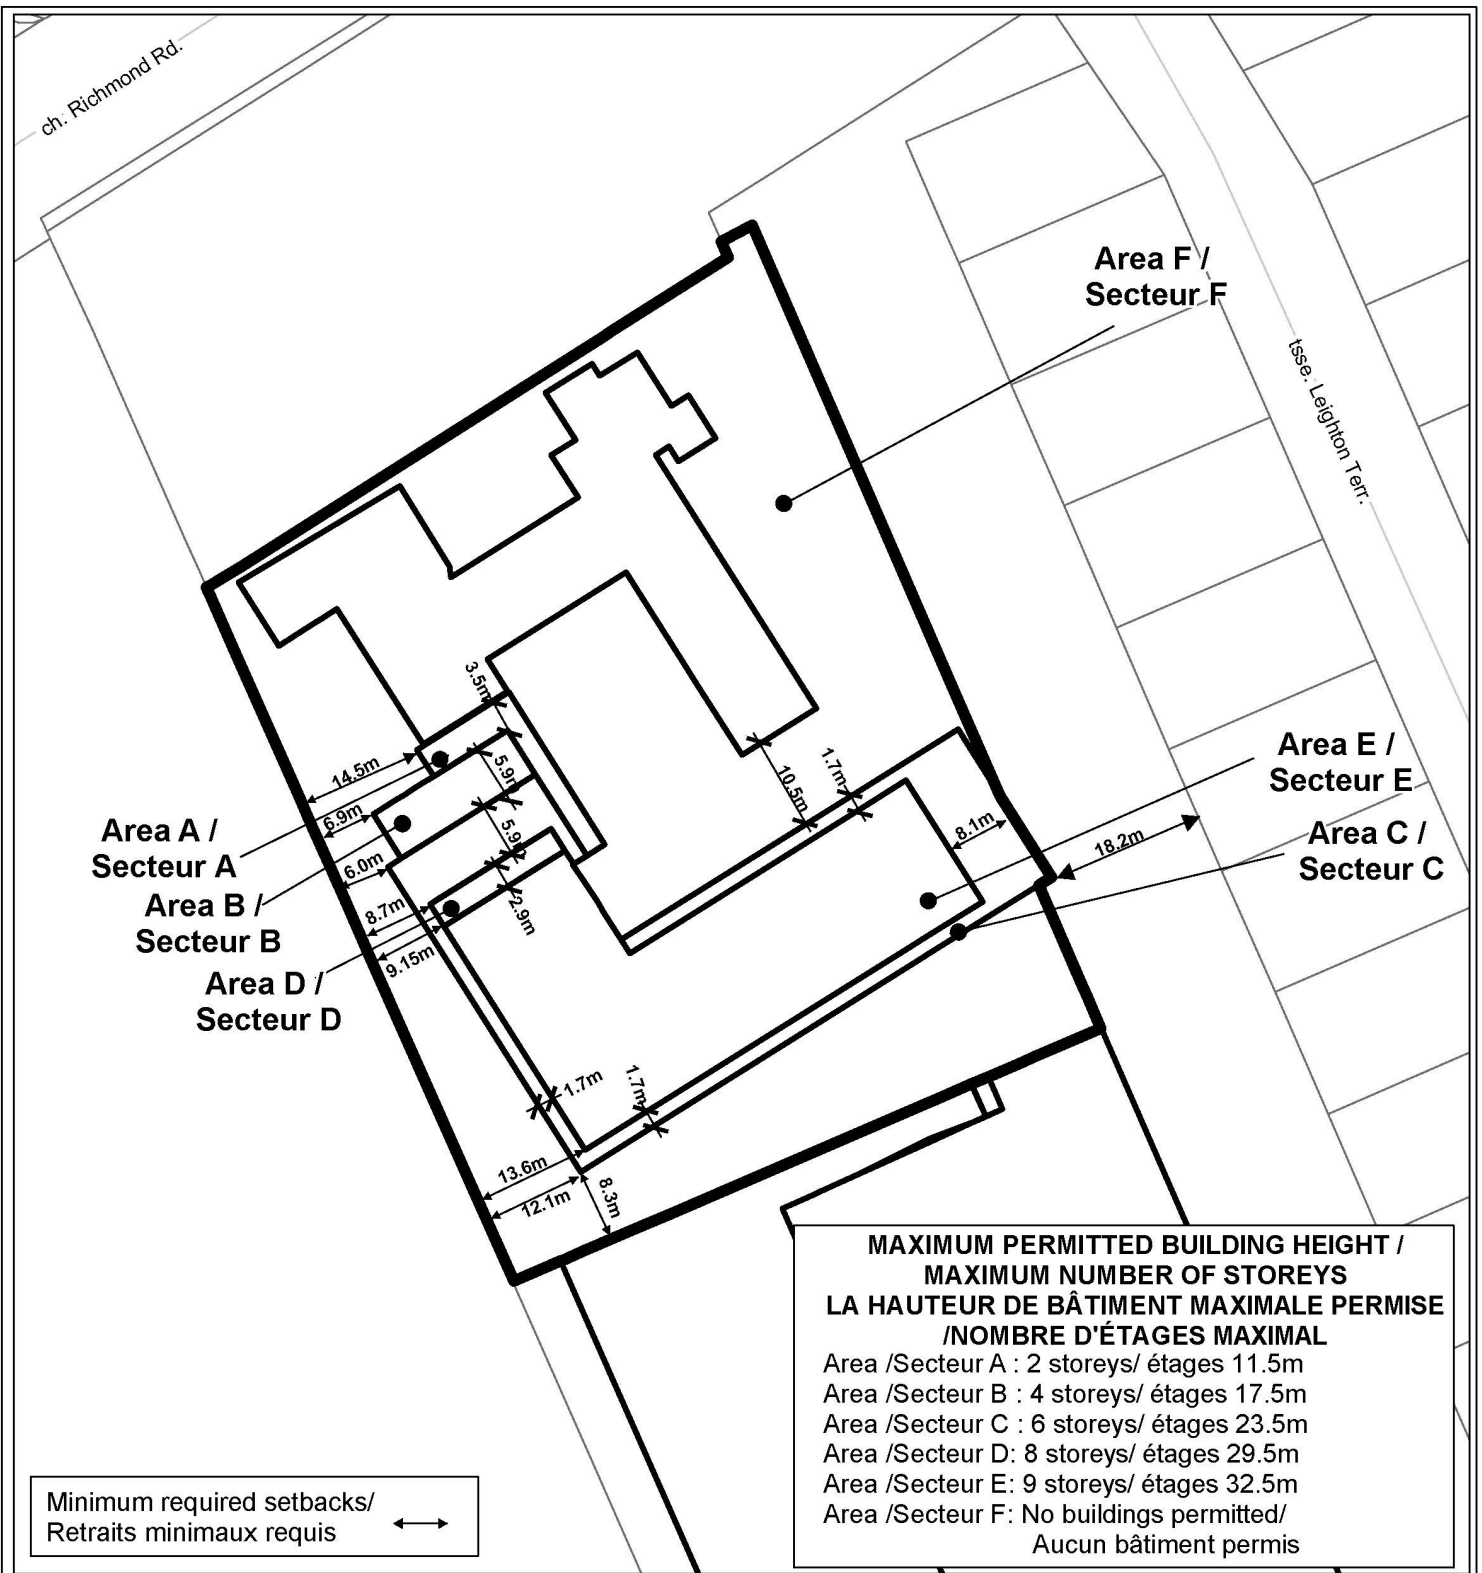 ch. Richmond Rd.
Area F /
Secteur F
tsse. Leighton Terr.
3.5m
14.5m
5.9m
10.5m
1.7m
Area E /
Secteur E
6.9m
Area A /
Secteur A
8.1m
18.2m
Area C /
Secteur C
5.9m
6.0m
Area B /
Secteur B
8.7m
2.9m
9.15m
Area D /
Secteur D
1.7m
1.7m
13.6m
12.1m
8.3m
MAXIMUM PERMITTED BUILDING HEIGHT /
MAXIMUM NUMBER OF STOREYS
LA HAUTEUR DE BÂTIMENT MAXIMALE PERMISE
/NOMBRE D'ÉTAGES MAXIMAL
Area /Secteur A : 2 storeys/ étages 11.5m
Area /Secteur B : 4 storeys/ étages 17.5m
Area /Secteur C : 6 storeys/ étages 23.5m
Area /Secteur D: 8 storeys/ étages 29.5m
Area /Secteur E: 9 storeys/ étages 32.5m
Area /Secteur F: No buildings permitted/
Aucun bâtiment permis
Minimum required setbacks/
Retraits minimaux requis